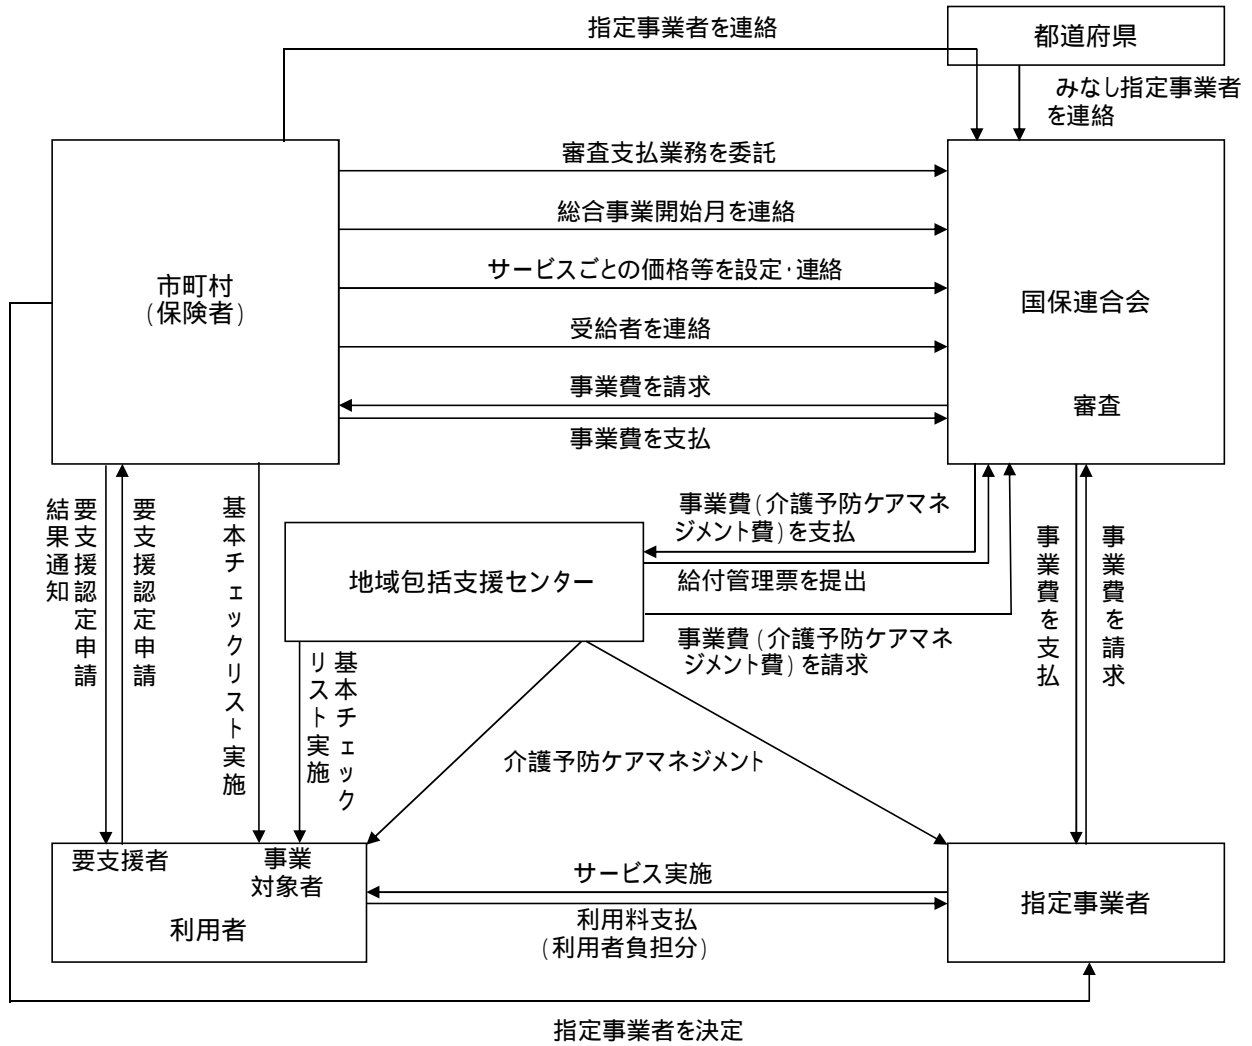 指定事業者を連絡
都道府県
みなし指定事業者
を連絡
審査支払業務を委託
総合事業開始月を連絡
サービスごとの価格等を設定・連絡
受給者を連絡
事業費を請求
事業費を支払
市町村
(保険者)
国保連合会
審査
要支援認定申請
結果通知
要支援認定申請
基本チェックリスト実施
地域包括支援センター
事業費(介護予防ケアマネ
ジメント費)を支払
給付管理票を提出
事業費(介護予防ケアマネ
ジメント費)を請求
事業費を支払
事業費を請求
基本チェック
リスト実施
介護予防ケアマネジメント
要支援者
事業
対象者
利用者
サービス実施
利用料支払
(利用者負担分)
指定事業者
指定事業者を決定